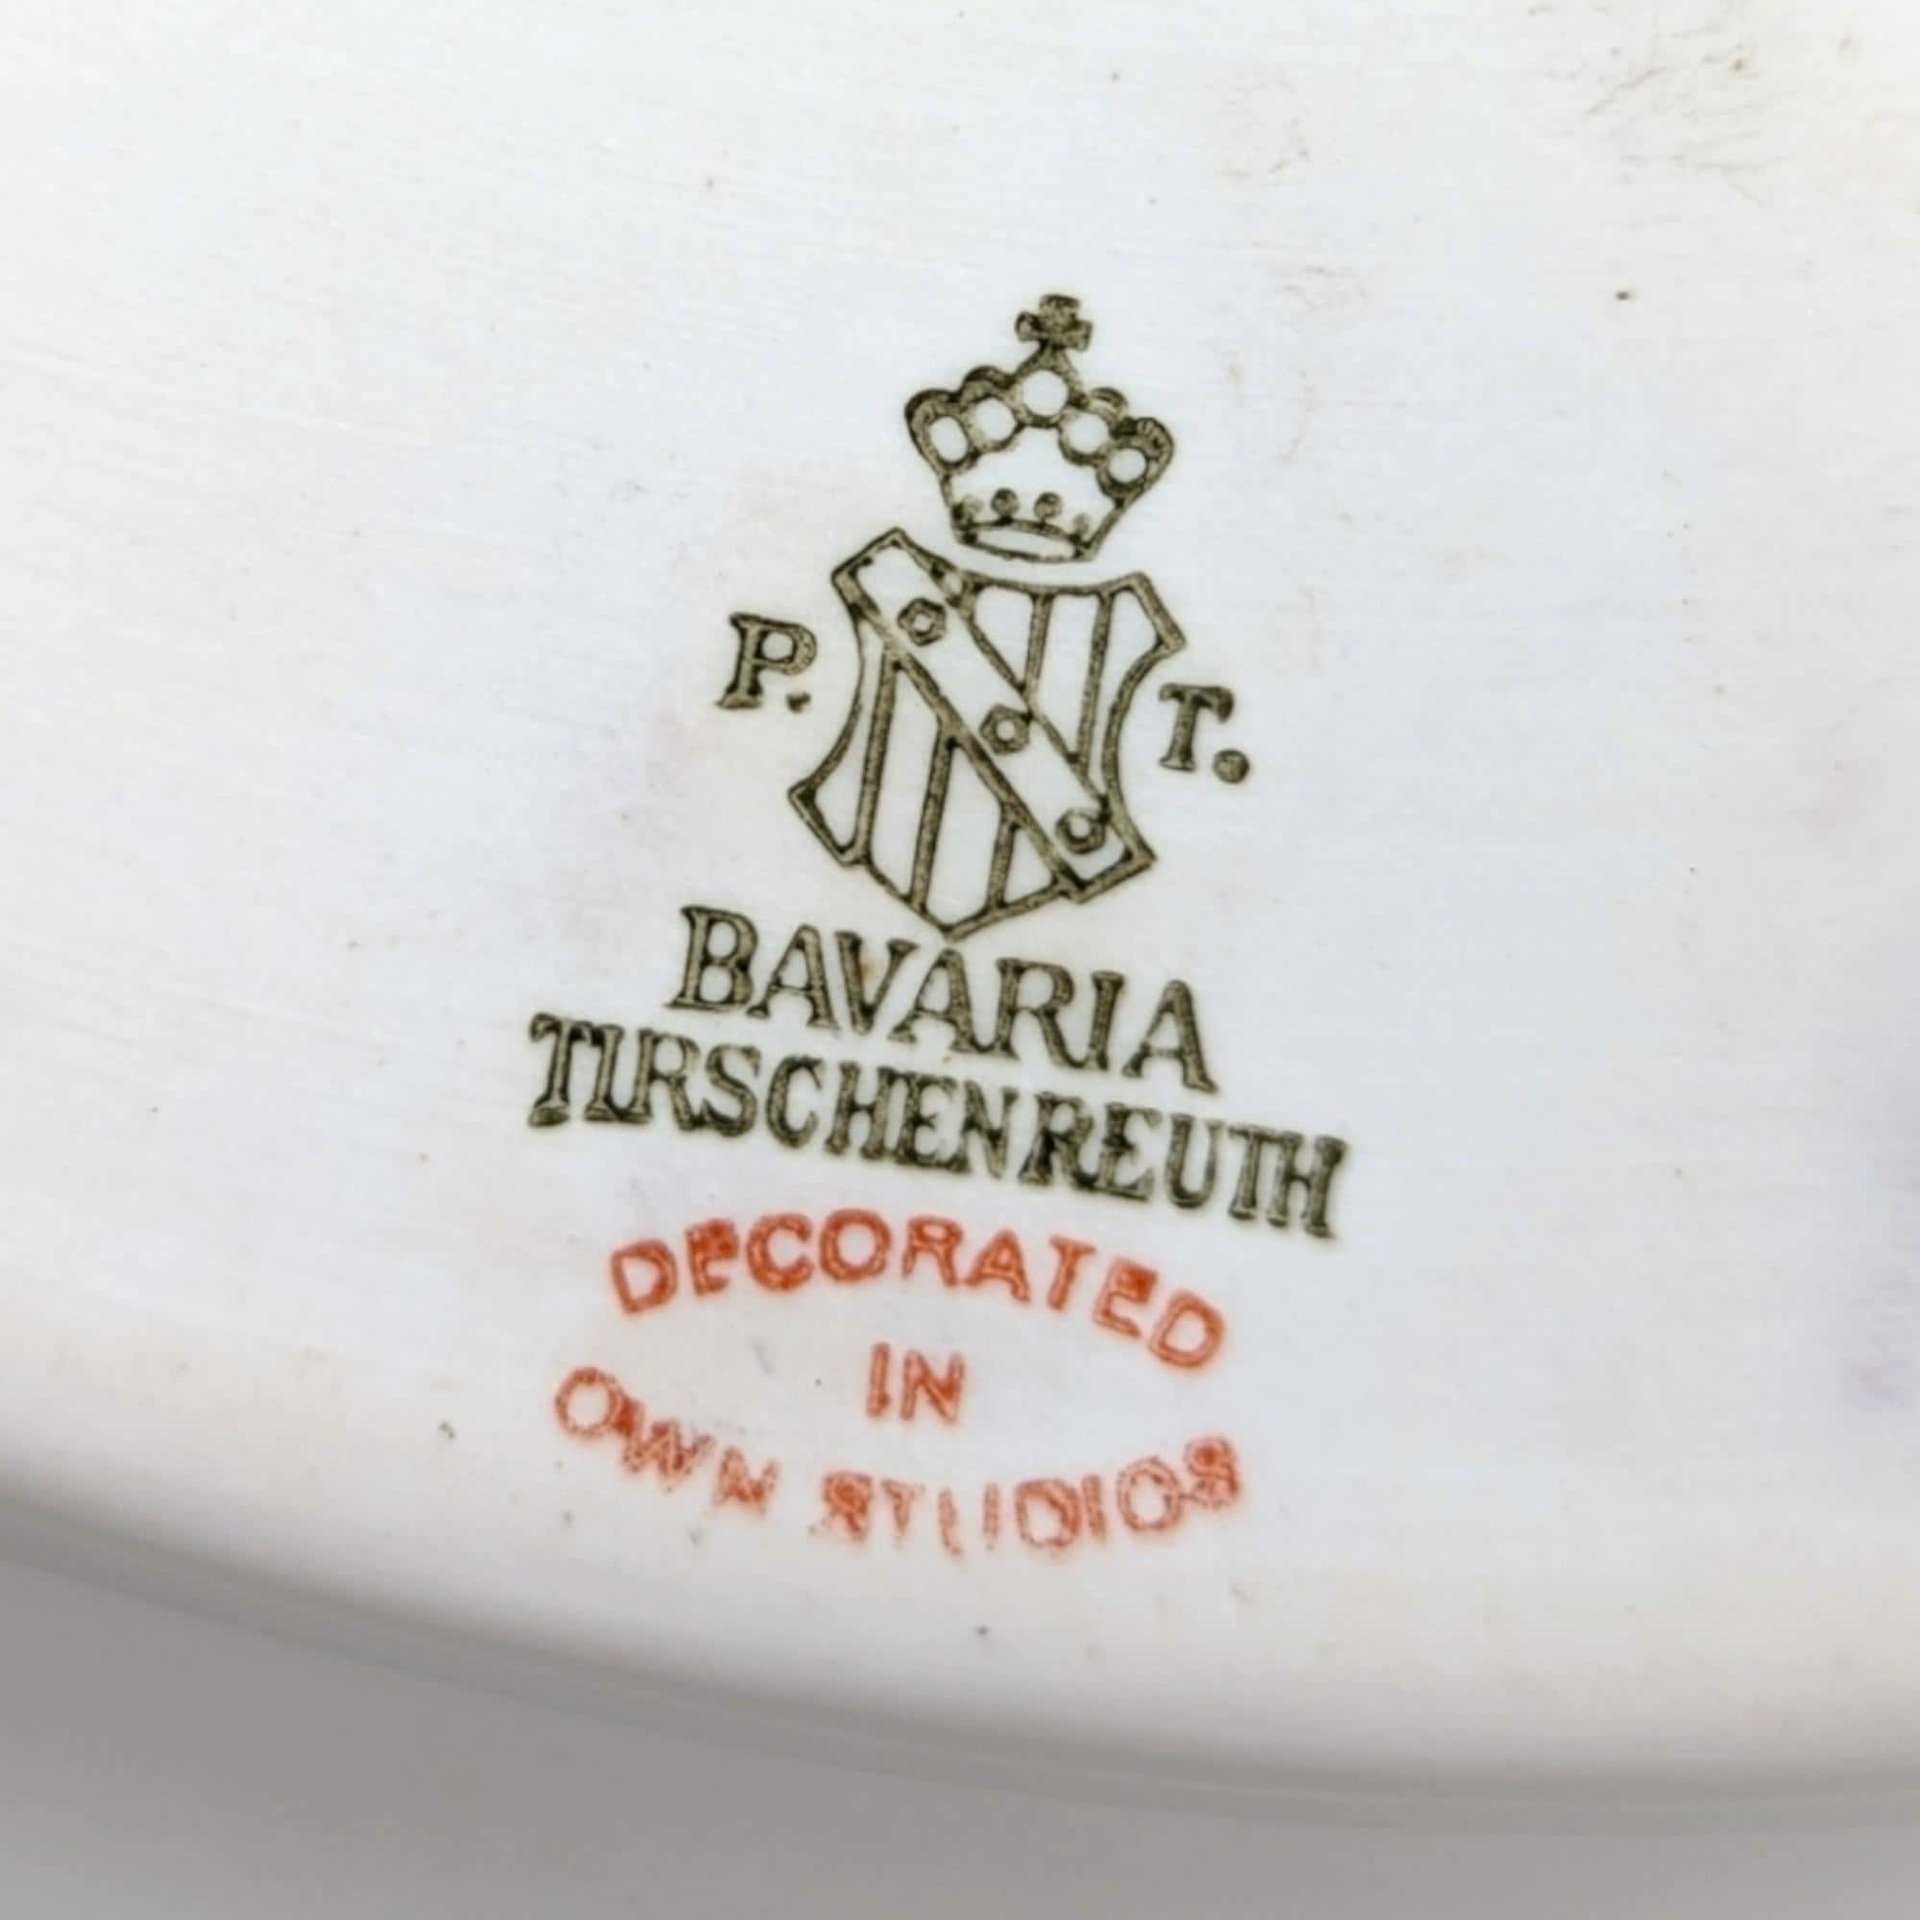 P. T.
BAVARIA
TIRSCHENREUTH
DECORATED
IN
OWN STUDIOS